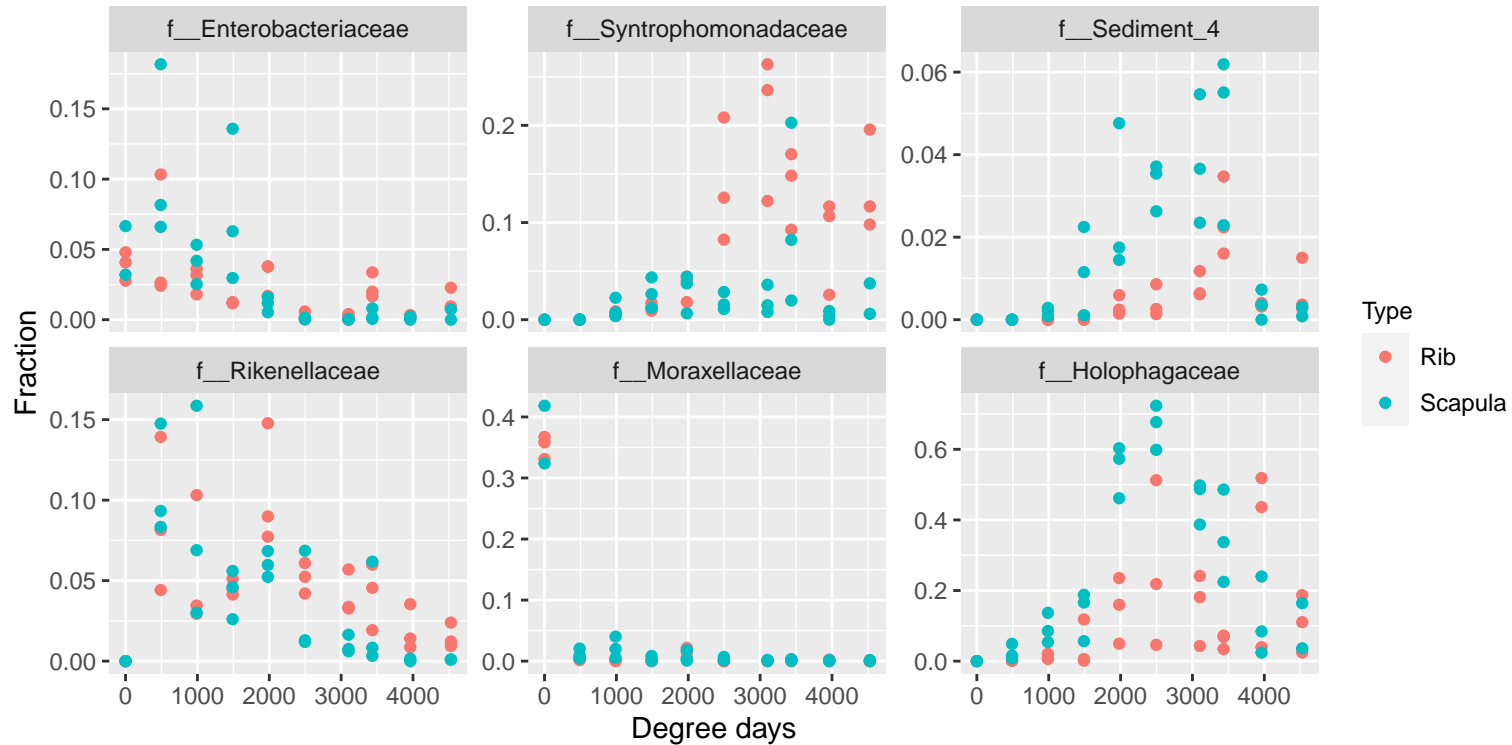 f__Enterobacteriaceae
f__Syntrophomonadaceae
f__Sediment_4
0.15
0.10
0.05
0.00
0.2
0.1
0.0
0.06
0.04
0.02
0.00
f__Rikenellaceae
f__Moraxellaceae
f__Holophagaceae
0.15
0.10
0.05
0.00
0.4
0.3
0.2
0.1
0.0
0.6
0.4
0.2
0.0
0 1000 2000 3000 4000
0 1000 2000 3000 4000
0 1000 2000 3000 4000
Degree days
Fraction
Type
Rib
Scapula